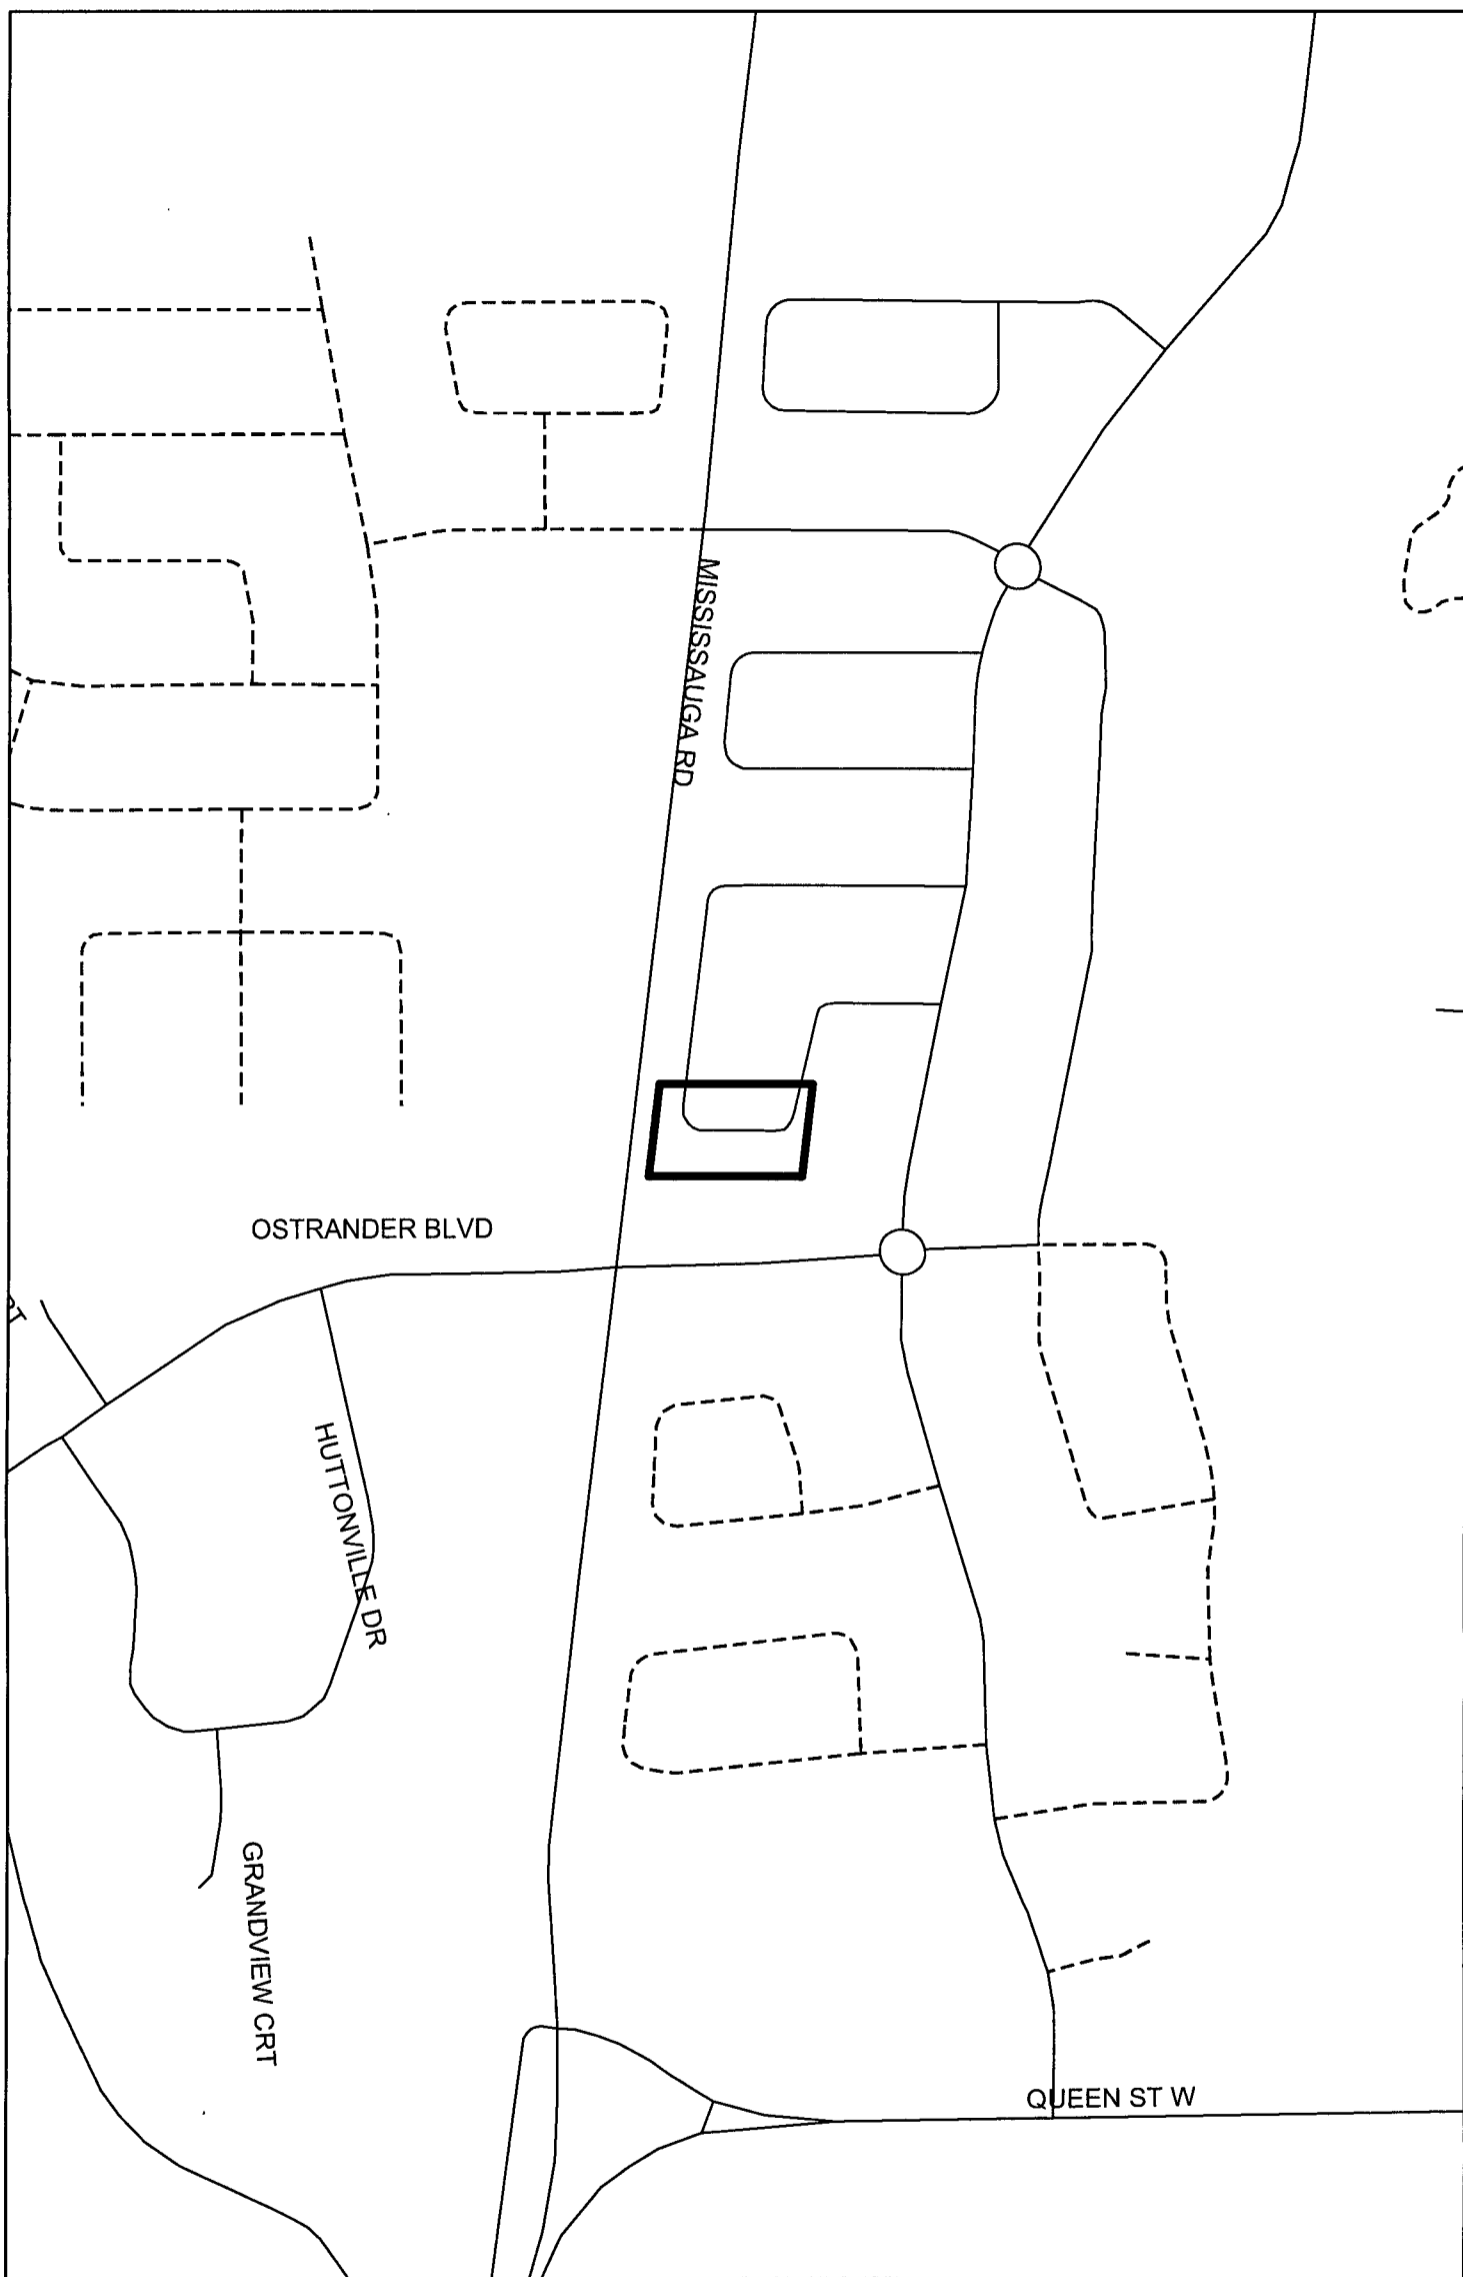 MISSISSAUGA RD
OSTRANDER BLVD
HUTTONVILLE DR
GRANDVIEW CRT
QUEEN ST W